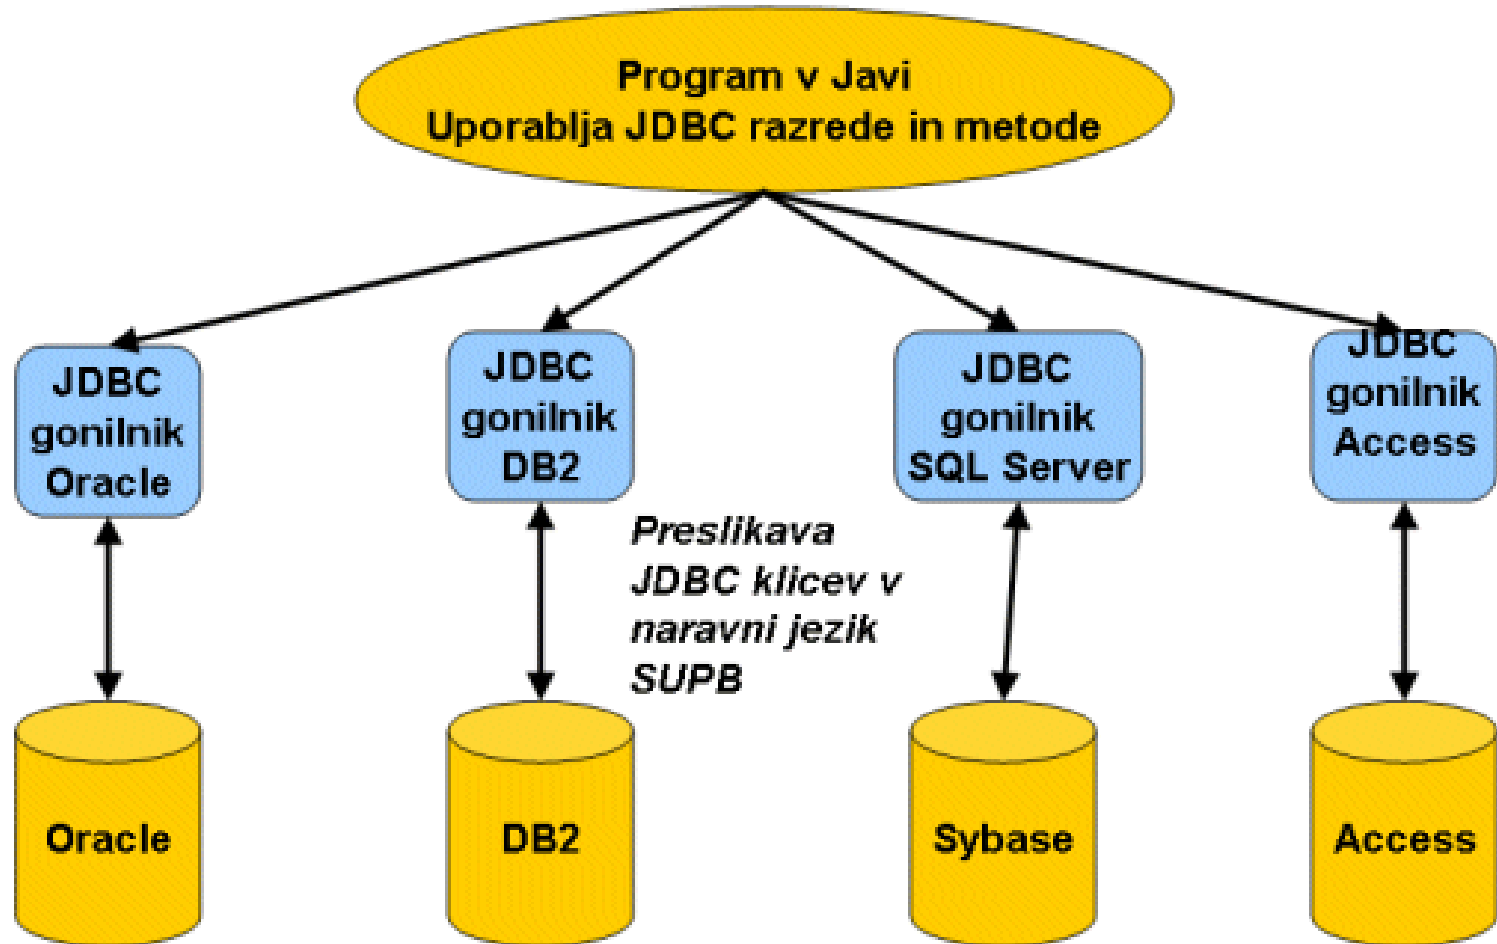 Program v Javi
Uporablja JDBC razrede in metode
JDBC
gonilnik
Oracle
JDBC
gonilnik
DB2
JDBC
gonilnik
SQL Server
JDBC
gonilnik
Access
Preslikava
JDBC klicev v
naravni jezik
SUPB
Oracle
DB2
Sybase
Access